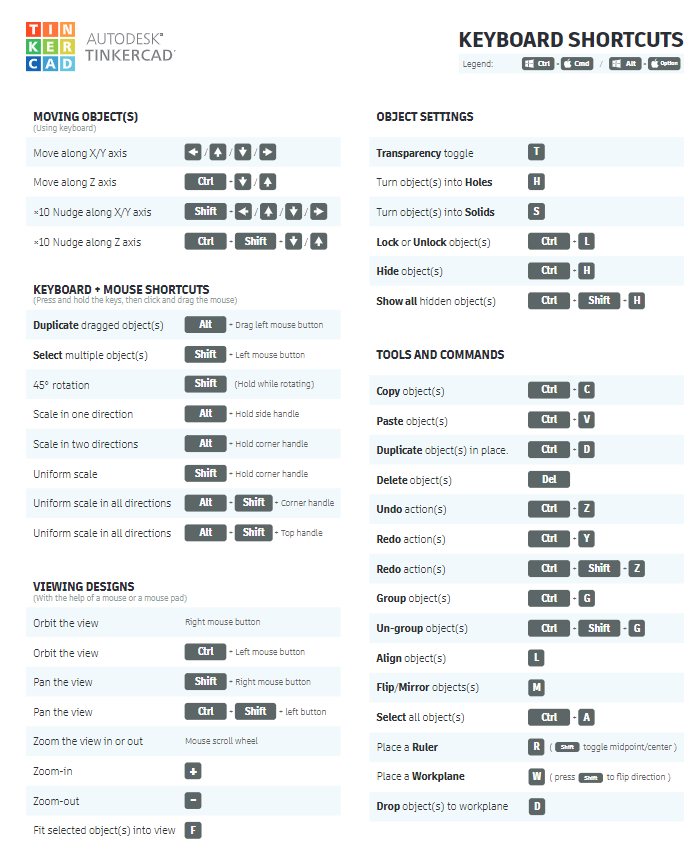 TIN
KER
CAD
AUTODESK®
TINKERCAD™
KEYBOARD SHORTCUTS
Legend: Ctrl - Cmd / Alt - Option
MOVING OBJECT(S)
(Using keyboard)
Move along X/Y axis ← / ↑ / ↓ / →
Move along Z axis Ctrl + ↓ / ↑
×10 Nudge along X/Y axis Shift + ← / ↑ / ↓ / →
×10 Nudge along Z axis Ctrl + Shift + ↓ / ↑
KEYBOARD + MOUSE SHORTCUTS
(Press and hold the keys, then click and drag the mouse)
Duplicate dragged object(s) Alt + Drag left mouse button
Select multiple object(s) Shift + Left mouse button
45° rotation Shift (Hold while rotating)
Scale in one direction Alt + Hold side handle
Scale in two directions Alt + Hold corner handle
Uniform scale Shift + Hold corner handle
Uniform scale in all directions Alt + Shift + Corner handle
Uniform scale in all directions Alt + Shift + Top handle
VIEWING DESIGNS
(With the help of a mouse or a mouse pad)
Orbit the view Right mouse button
Orbit the view Ctrl + Left mouse button
Pan the view Shift + Right mouse button
Pan the view Ctrl + Shift + left button
Zoom the view in or out Mouse scroll wheel
Zoom-in +
Zoom-out −
Fit selected object(s) into view F
OBJECT SETTINGS
Transparency toggle T
Turn object(s) into Holes H
Turn object(s) into Solids S
Lock or Unlock object(s) Ctrl + L
Hide object(s) Ctrl + H
Show all hidden object(s) Ctrl + Shift + H
TOOLS AND COMMANDS
Copy object(s) Ctrl + C
Paste object(s) Ctrl + V
Duplicate object(s) in place. Ctrl + D
Delete object(s) Del
Undo action(s) Ctrl + Z
Redo action(s) Ctrl + Y
Redo action(s) Ctrl + Shift + Z
Group object(s) Ctrl + G
Un-group object(s) Ctrl + Shift + G
Align object(s) L
Flip/Mirror objects(s) M
Select all object(s) Ctrl + A
Place a Ruler R ( Shift toggle midpoint/center )
Place a Workplane W ( press Shift to flip direction )
Drop object(s) to workplane D